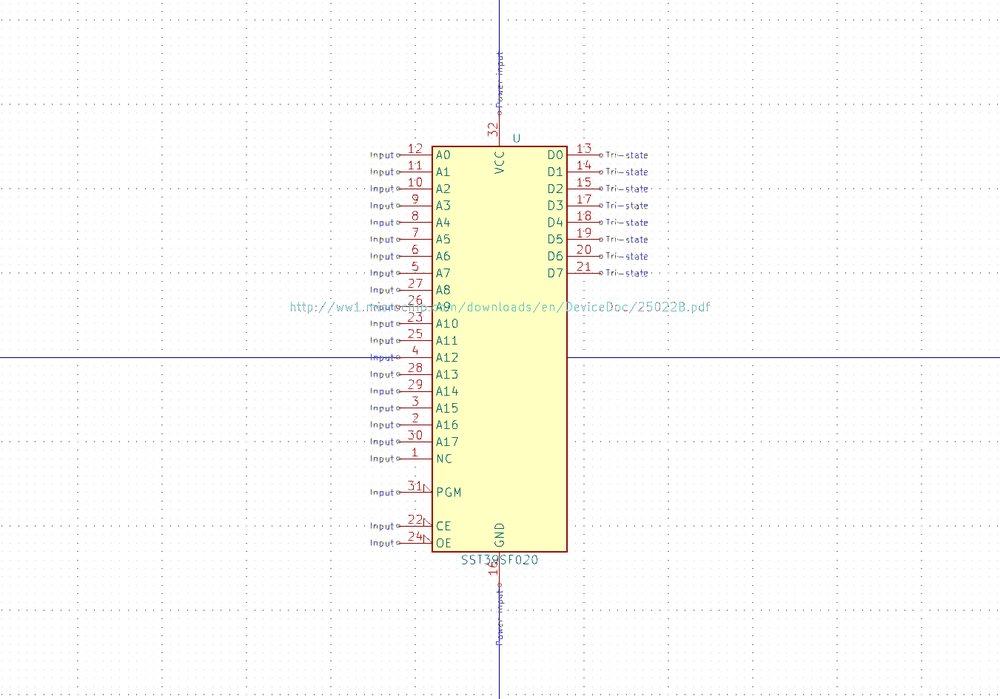 Power input
32
U
VCC
Input 12 A0 D0 13 Tri-state
Input 11 A1 D1 14 Tri-state
Input 10 A2 D2 15 Tri-state
Input 9 A3 D3 17 Tri-state
Input 8 A4 D4 18 Tri-state
Input 7 A5 D5 19 Tri-state
Input 6 A6 D6 20 Tri-state
Input 5 A7 D7 21 Tri-state
Input 27 A8
Input 26 A9
http://ww1.microchip.com/downloads/en/DeviceDoc/25022B.pdf
Input 23 A10
Input 25 A11
Input 4 A12
Input 28 A13
Input 29 A14
Input 3 A15
Input 2 A16
Input 30 A17
Input 1 NC
Input 31 PGM
Input 22 CE
Input 24 OE
GND
SST39SF020
16
Power input